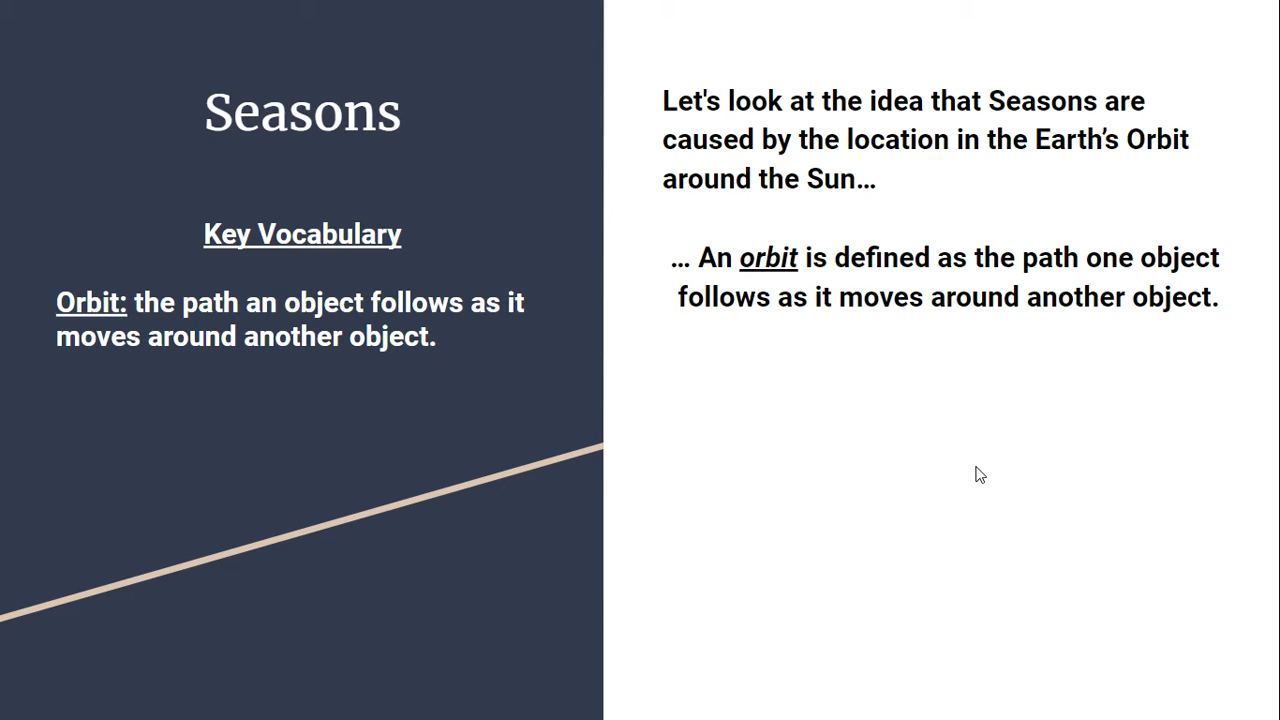 Seasons
Key Vocabulary
Orbit: the path an object follows as it
moves around another object.
Let's look at the idea that Seasons are
caused by the location in the Earth’s Orbit
around the Sun…
… An orbit is defined as the path one object
follows as it moves around another object.